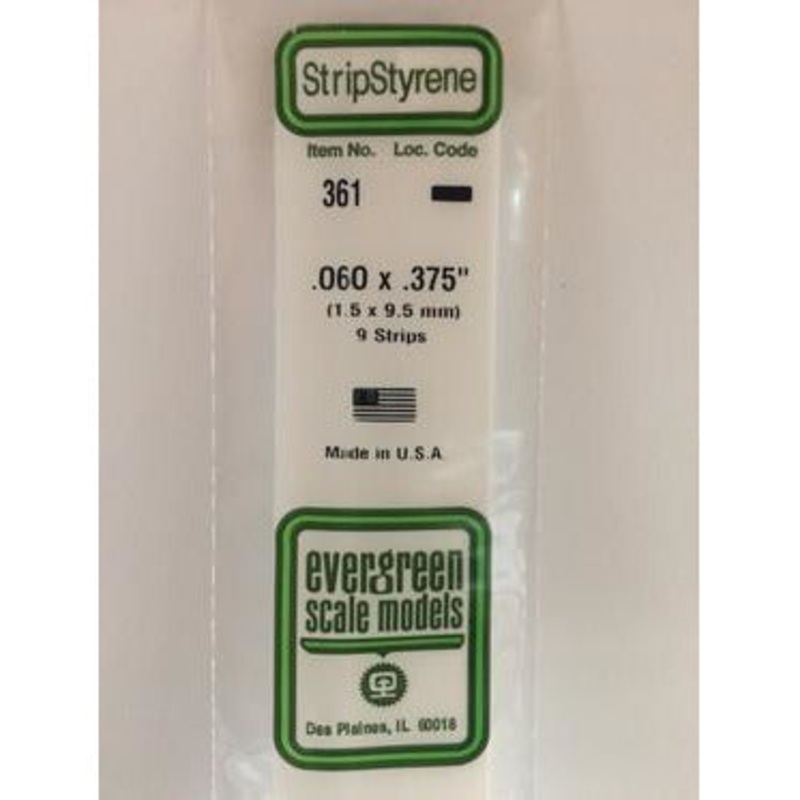 StripStyrene
Item No. Loc. Code
361
.060 x .375"
(1.5 x 9.5 mm)
9 Strips
Made in U.S.A
evergreen
scale models
Des Plaines, IL 60018